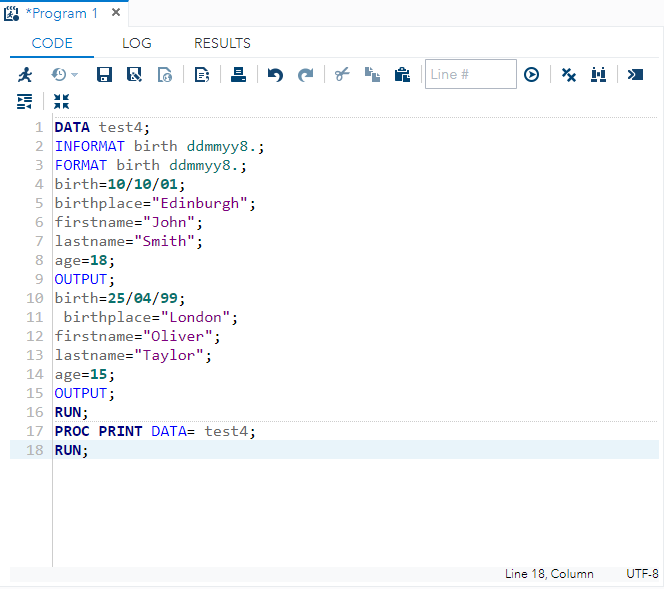 *Program 1 ×
CODE LOG RESULTS
Line #
1 DATA test4;
2 INFORMAT birth ddmmyy8.;
3 FORMAT birth ddmmyy8.;
4 birth=10/10/01;
5 birthplace="Edinburgh";
6 firstname="John";
7 lastname="Smith";
8 age=18;
9 OUTPUT;
10 birth=25/04/99;
11  birthplace="London";
12 firstname="Oliver";
13 lastname="Taylor";
14 age=15;
15 OUTPUT;
16 RUN;
17 PROC PRINT DATA= test4;
18 RUN;
Line 18, Column UTF-8